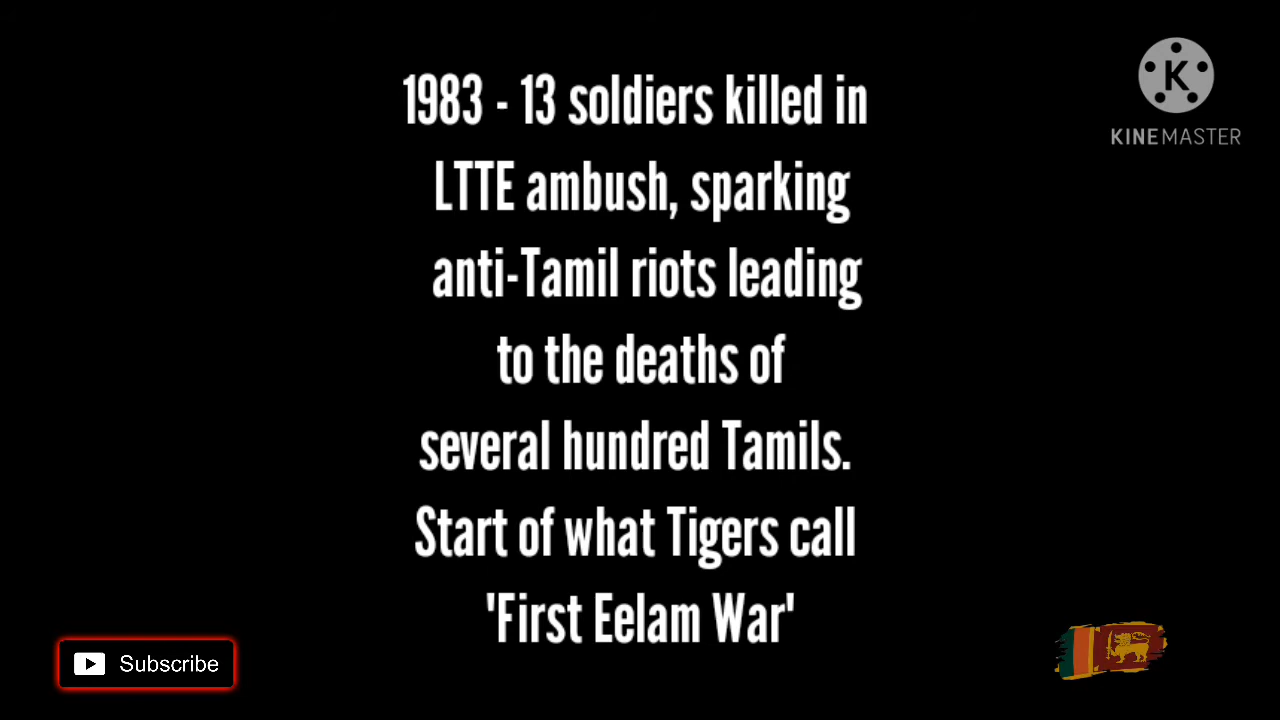 1983 - 13 soldiers killed in
LTTE ambush, sparking
anti-Tamil riots leading
to the deaths of
several hundred Tamils.
Start of what Tigers call
'First Eelam War'
K
KINEMASTER
Subscribe